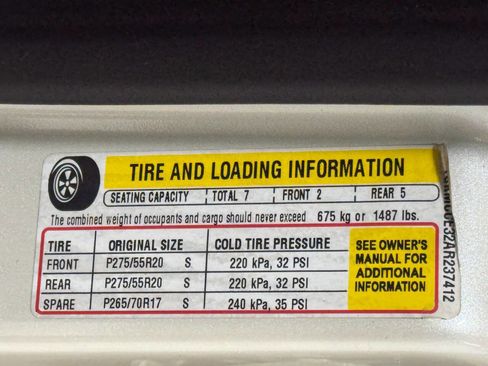 TIRE AND LOADING INFORMATION
SEATING CAPACITY TOTAL 7 FRONT 2 REAR 5
The combined weight of occupants and cargo should never exceed 675 kg or 1487 lbs.
TIRE ORIGINAL SIZE COLD TIRE PRESSURE
FRONT P275/55R20 S 220 kPa, 32 PSI
REAR P275/55R20 S 220 kPa, 32 PSI
SPARE P265/70R17 S 240 kPa, 35 PSI
SEE OWNER'S
MANUAL FOR
ADDITIONAL
INFORMATION